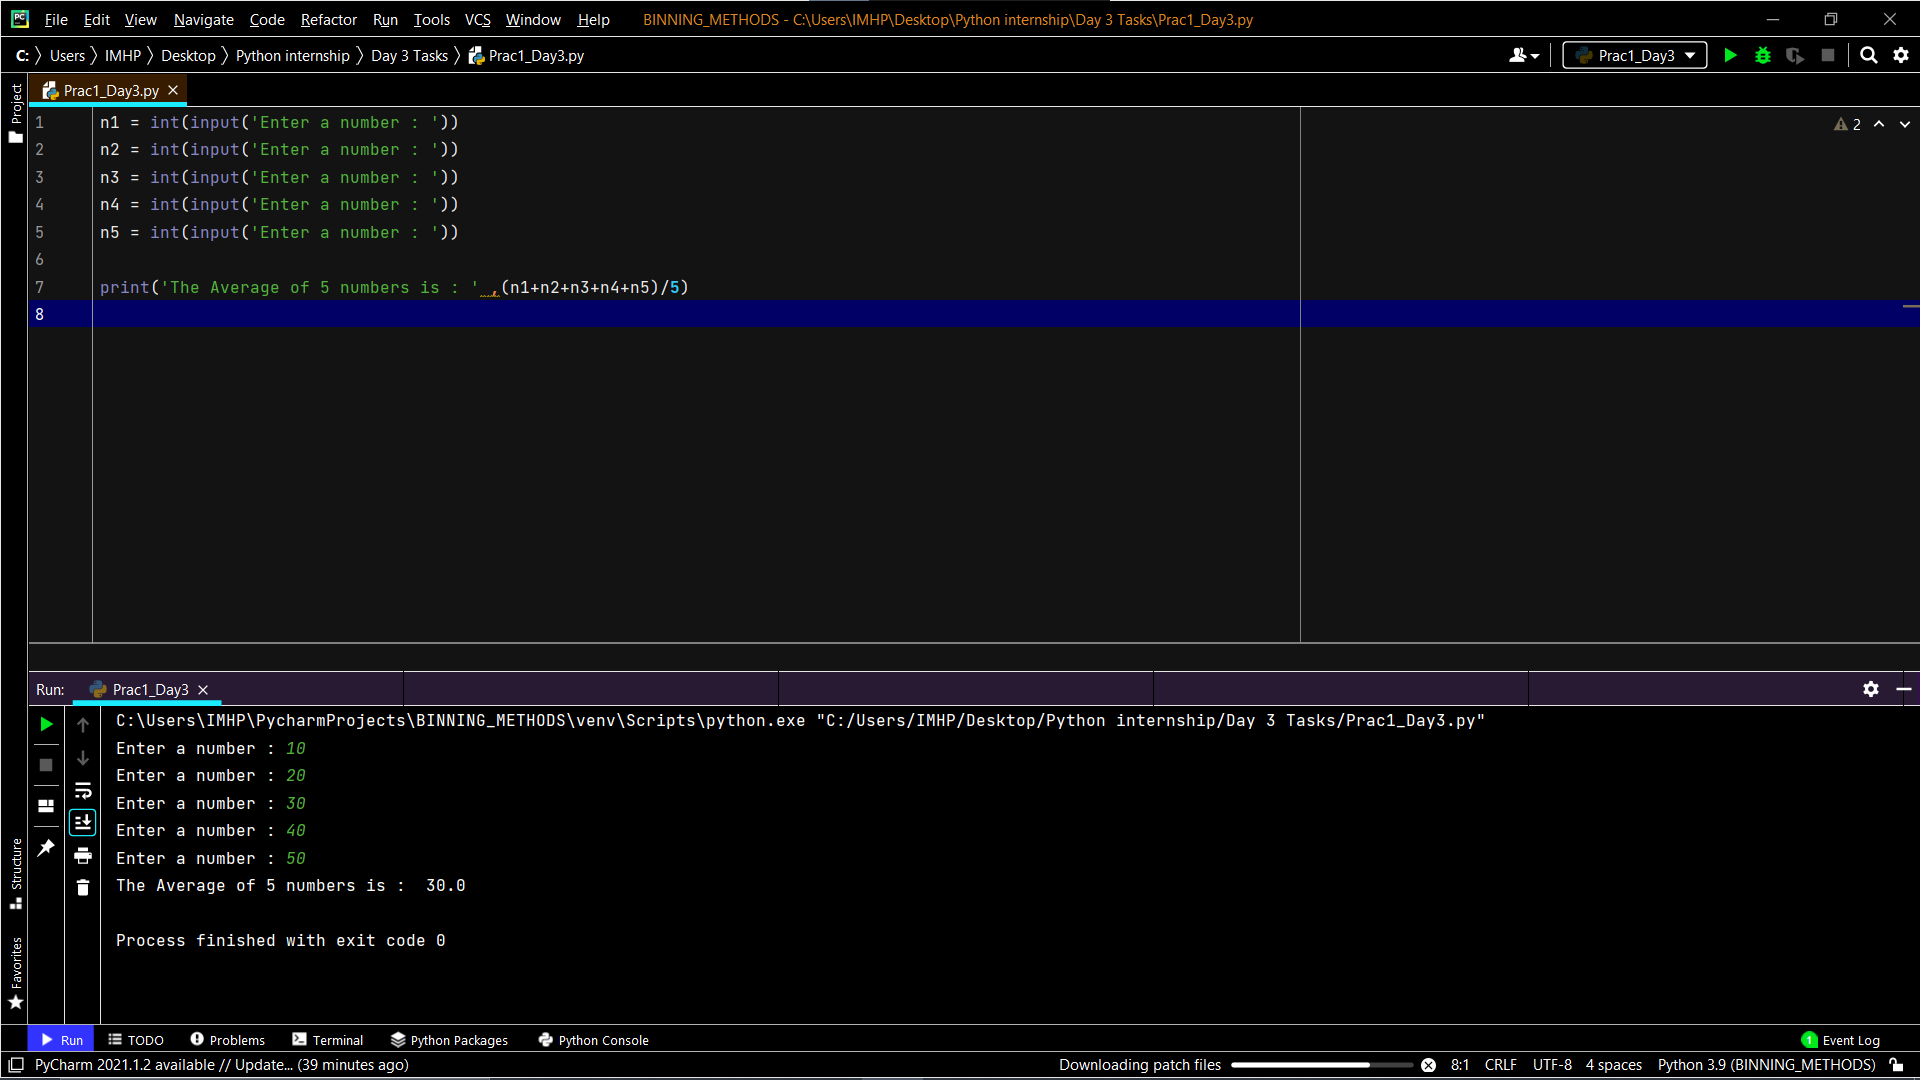 PC File Edit View Navigate Code Refactor Run Tools VCS Window Help BINNING_METHODS - C:\Users\IMHP\Desktop\Python internship\Day 3 Tasks\Prac1_Day3.py
C: Users IMHP Desktop Python internship Day 3 Tasks Prac1_Day3.py Prac1_Day3
Project
Prac1_Day3.py
1 n1 = int(input('Enter a number : ')) 2
2 n2 = int(input('Enter a number : '))
3 n3 = int(input('Enter a number : '))
4 n4 = int(input('Enter a number : '))
5 n5 = int(input('Enter a number : '))
6
7 print('The Average of 5 numbers is : ' ,(n1+n2+n3+n4+n5)/5)
8
Run: Prac1_Day3
C:\Users\IMHP\PycharmProjects\BINNING_METHODS\venv\Scripts\python.exe "C:/Users/IMHP/Desktop/Python internship/Day 3 Tasks/Prac1_Day3.py"
Enter a number : 10
Enter a number : 20
Enter a number : 30
Enter a number : 40
Enter a number : 50
The Average of 5 numbers is :  30.0
Process finished with exit code 0
Structure
Favorites
Run TODO Problems Terminal Python Packages Python Console 1 Event Log
PyCharm 2021.1.2 available // Update... (39 minutes ago) Downloading patch files 8:1 CRLF UTF-8 4 spaces Python 3.9 (BINNING_METHODS)